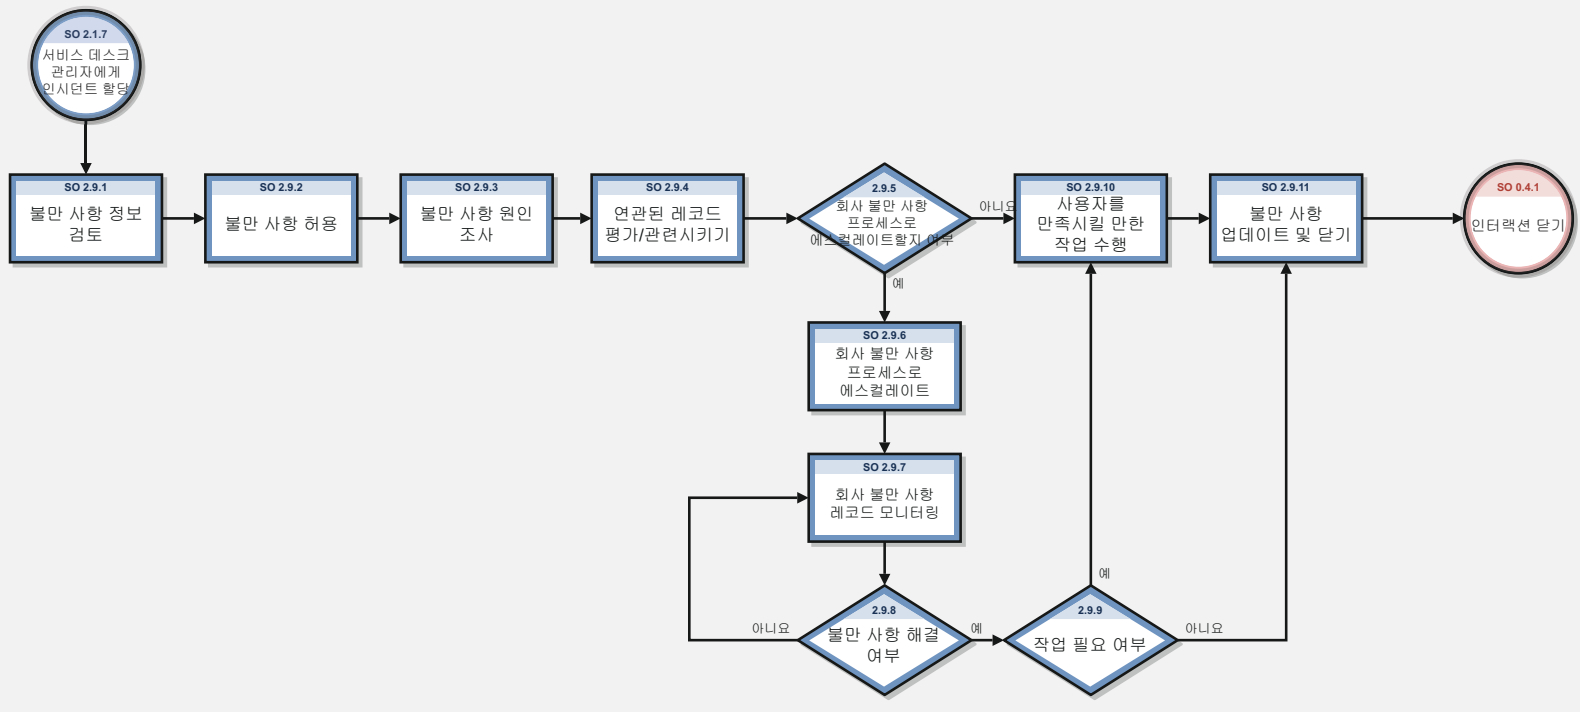 SO 2.1.7
서비스 데스크
관리자에게
인시던트 할당
SO 2.9.1
불만 사항 정보
검토
SO 2.9.2
불만 사항 허용
SO 2.9.3
불만 사항 원인
조사
SO 2.9.4
연관된 레코드
평가/관련시키기
2.9.5
회사 불만 사항
프로세스로
에스컬레이트할지 여부
아니요
예
SO 2.9.10
사용자를
만족시킬 만한
작업 수행
SO 2.9.11
불만 사항
업데이트 및 닫기
SO 0.4.1
인터랙션 닫기
SO 2.9.6
회사 불만 사항
프로세스로
에스컬레이트
SO 2.9.7
회사 불만 사항
레코드 모니터링
아니요
2.9.8
불만 사항 해결
여부
예
2.9.9
작업 필요 여부
예
아니요